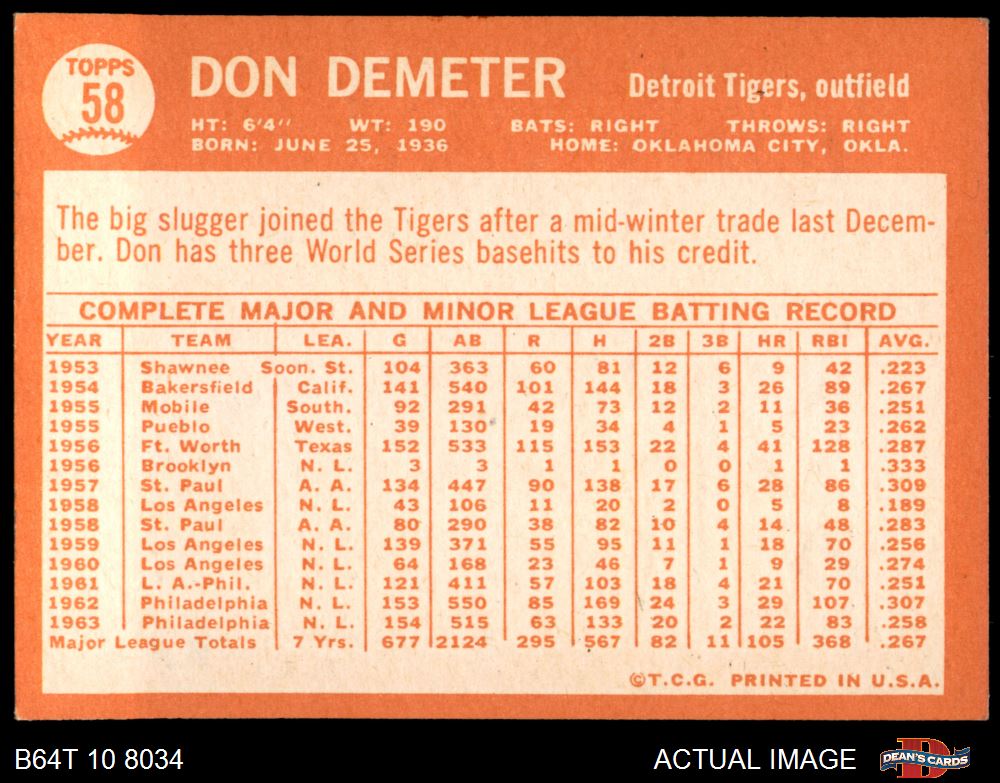 TOPPS
58
DON DEMETER
Detroit Tigers, outfield
HT: 6'4" WT: 190 BATS: RIGHT THROWS: RIGHT
BORN: JUNE 25, 1936 HOME: OKLAHOMA CITY, OKLA.
The big slugger joined the Tigers after a mid-winter trade last Decem-
ber. Don has three World Series basehits to his credit.
COMPLETE MAJOR AND MINOR LEAGUE BATTING RECORD
YEAR TEAM LEA. G AB R H 2B 3B HR RBI AVG.
1953 Shawnee Soon. St. 104 363 60 81 12 6 9 42 .223
1954 Bakersfield Calif. 141 540 101 144 18 3 26 89 .267
1955 Mobile South. 92 291 42 73 12 2 11 36 .251
1955 Pueblo West. 39 130 19 34 4 1 5 23 .262
1956 Ft. Worth Texas 152 533 115 153 22 4 41 128 .287
1956 Brooklyn N. L. 3 3 1 1 0 0 1 1 .333
1957 St. Paul A. A. 134 447 90 138 17 6 28 86 .309
1958 Los Angeles N. L. 43 106 11 20 2 0 5 8 .189
1958 St. Paul A. A. 80 290 38 82 10 4 14 48 .283
1959 Los Angeles N. L. 139 371 55 95 11 1 18 70 .256
1960 Los Angeles N. L. 64 168 23 46 7 1 9 29 .274
1961 L. A.-Phil. N. L. 121 411 57 103 18 4 21 70 .251
1962 Philadelphia N. L. 153 550 85 169 24 3 29 107 .307
1963 Philadelphia N. L. 154 515 63 133 20 2 22 83 .258
Major League Totals 7 Yrs. 677 2124 295 567 82 11 105 368 .267
©T.C.G. PRINTED IN U.S.A.
B64T 10 8034
ACTUAL IMAGE
DEAN'S CARDS